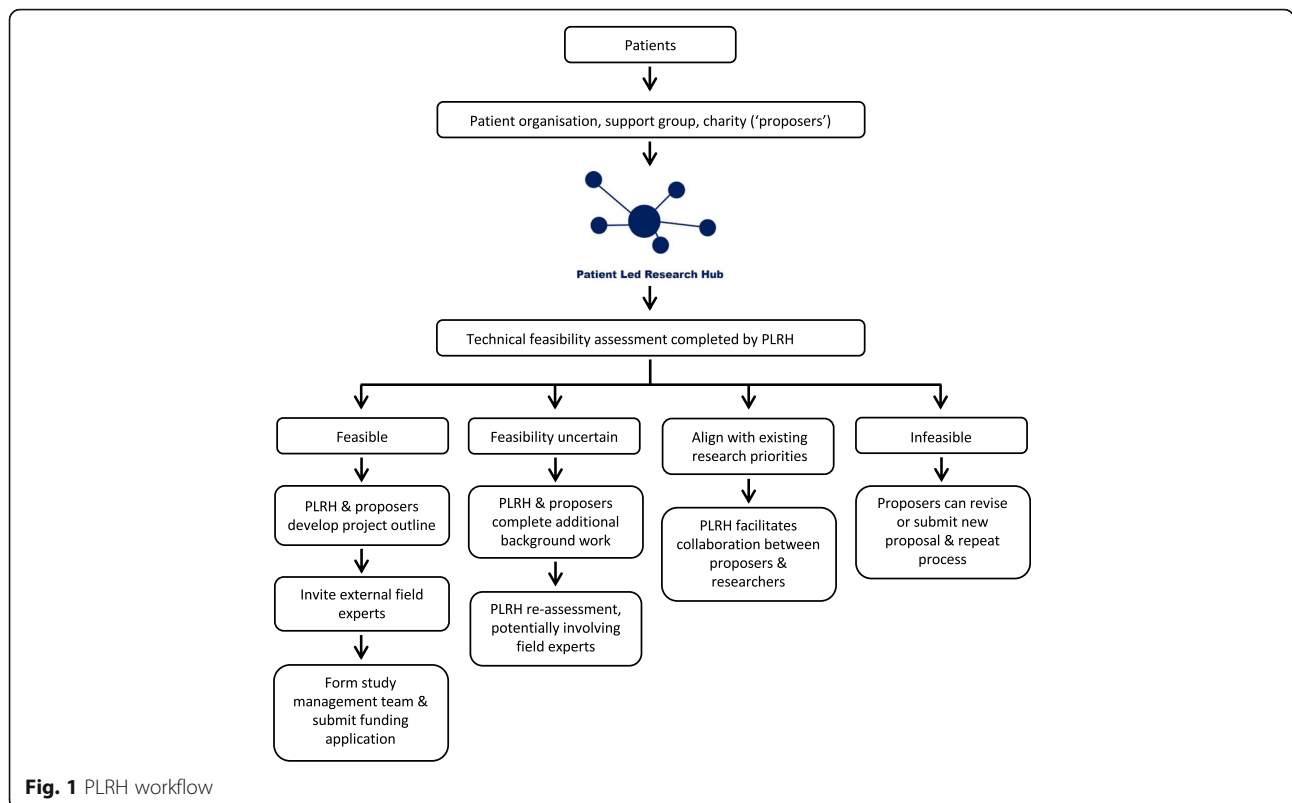 Patients
Patient organisation, support group, charity (‘proposers’)
Patient Led Research Hub
Technical feasibility assessment completed by PLRH
Feasible
PLRH & proposers
develop project outline
Invite external field
experts
Form study
management team &
submit funding
application
Feasibility uncertain
PLRH & proposers
complete additional
background work
PLRH re-assessment,
potentially involving
field experts
Align with existing
research priorities
PLRH facilitates
collaboration between
proposers &
researchers
Infeasible
Proposers can revise
or submit new
proposal & repeat
process
Fig. 1 PLRH workflow